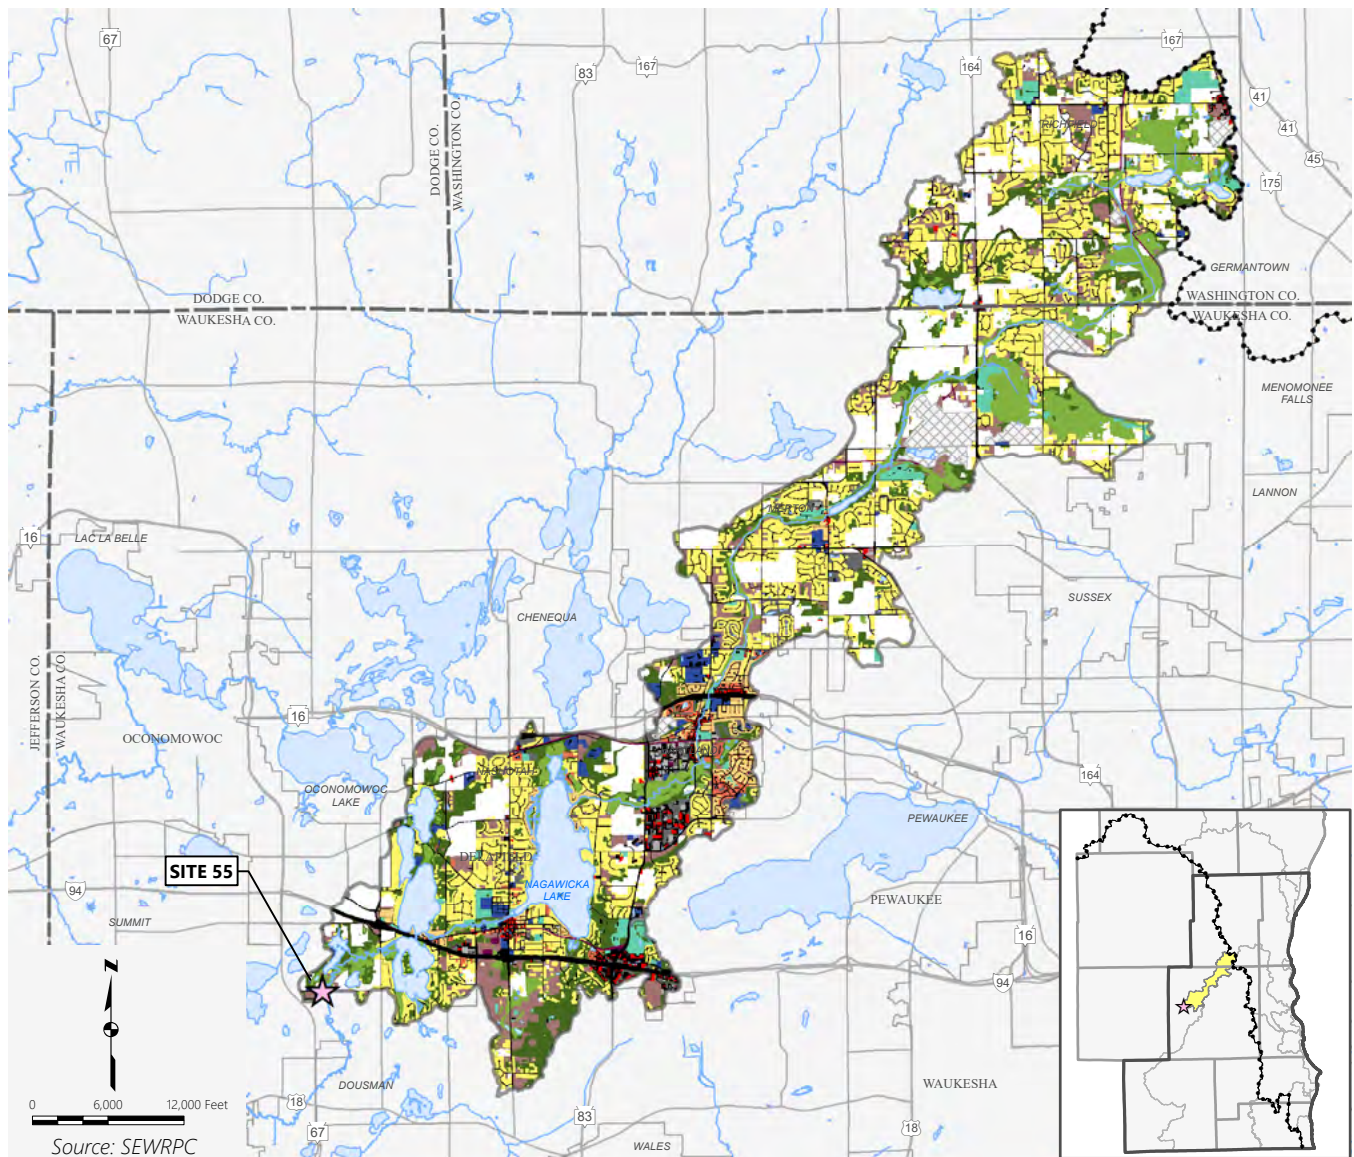 67
83
167
164
167
41
41
45
175
DODGE CO.
WASHINGTON CO.
RICHFIELD
GERMANTOWN
DODGE CO.
WAUKESHA CO.
WASHINGTON CO.
WAUKESHA CO.
MENOMONEE
FALLS
LANNON
MERTON
16
LAC LA BELLE
CHENEQUA
SUSSEX
JEFFERSON CO.
WAUKESHA CO.
16
OCONOMOWOC
NASHOTAH
OCONOMOWOC
LAKE
164
PEWAUKEE
DELAFIELD
SITE 55
NAGAWICKA
LAKE
94
SUMMIT
PEWAUKEE
16
94
N
DOUSMAN
WAUKESHA
18
83
18
67
WALES
0 6,000 12,000 Feet
Source: SEWRPC